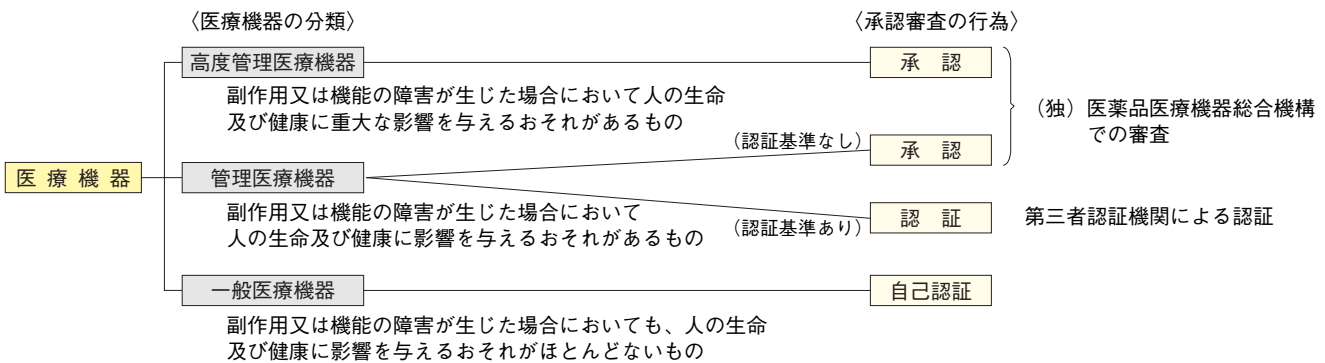 〈医療機器の分類〉
〈承認審査の行為〉
高度管理医療機器
承 認
副作用又は機能の障害が生じた場合において人の生命
及び健康に重大な影響を与えるおそれがあるもの
(独)医薬品医療機器総合機構
での審査
(認証基準なし)
承 認
医 療 機 器
管理医療機器
副作用又は機能の障害が生じた場合において
人の生命及び健康に影響を与えるおそれがあるもの
(認証基準あり)
認 証
第三者認証機関による認証
一般医療機器
自己認証
副作用又は機能の障害が生じた場合においても、人の生命
及び健康に影響を与えるおそれがほとんどないもの